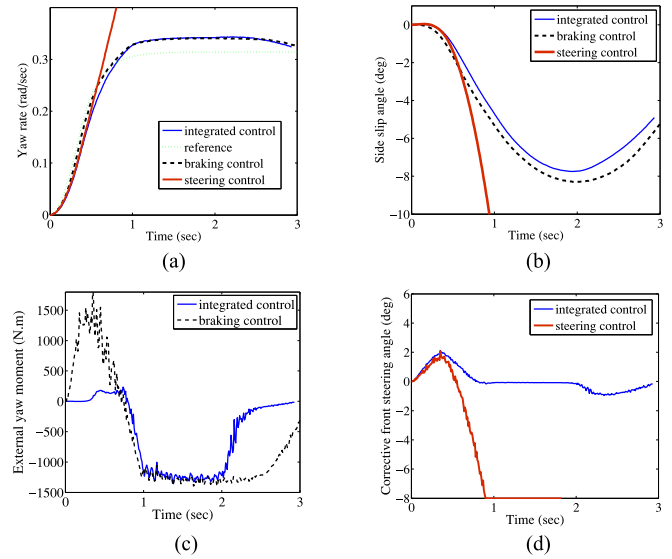 0.3
0.2
0.1
0
Yaw rate (rad/sec)
integrated control
reference
braking control
steering control
0
1
2
3
Time (sec)
(a)
0
−2
−4
−6
−8
−10
Side slip angle (deg)
integrated control
braking control
steering control
0
1
2
3
Time (sec)
(b)
1500
1000
500
0
−500
−1000
−1500
External yaw moment (N.m)
integrated control
braking control
0
1
2
3
Time (sec)
(c)
6
4
2
0
−2
−4
−6
−8
Corrective front steering angle (deg)
integrated control
steering control
0
1
2
3
Time (sec)
(d)